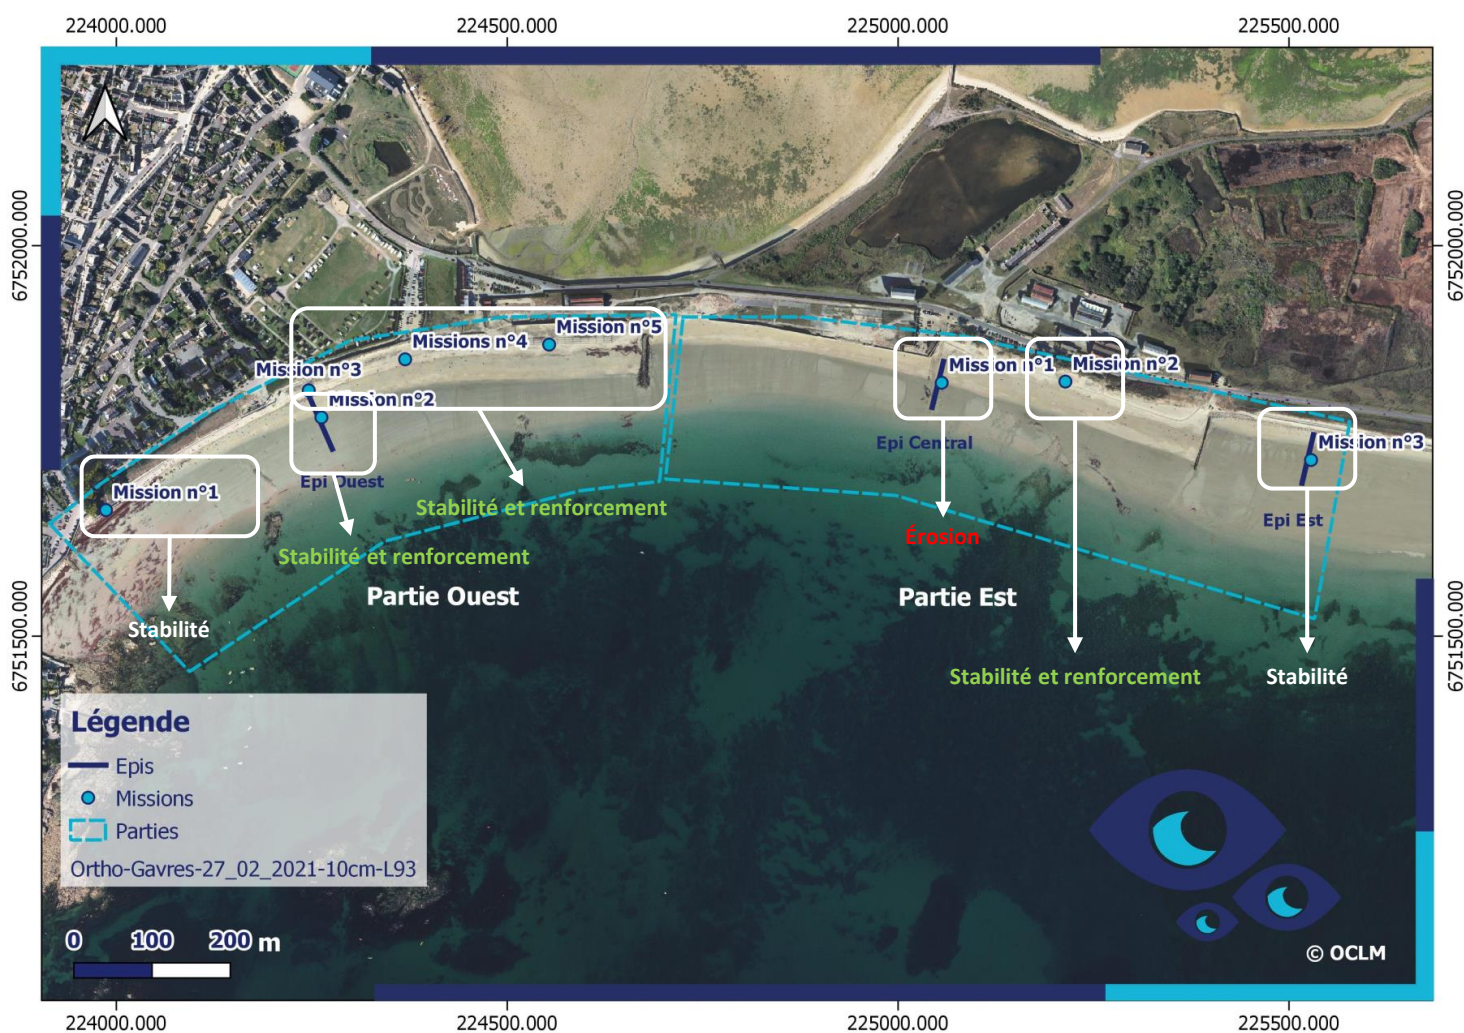 224000.000
224500.000
225000.000
225500.000
6752000.000
6752000.000
Mission n°5
Missions n°4
Mission n°3
Mission n°2
Mission n°1
Mission n°2
Mission n°3
Epi Central
Epi Ouest
Mission n°1
Epi Est
Stabilité et renforcement
Stabilité et renforcement
Érosion
Partie Ouest
Partie Est
Stabilité
6751500.000
6751500.000
Stabilité et renforcement
Stabilité
Légende
Epis
Missions
Parties
Ortho-Gavres-27_02_2021-10cm-L93
0 100 200 m
© OCLM
224000.000
224500.000
225000.000
225500.000